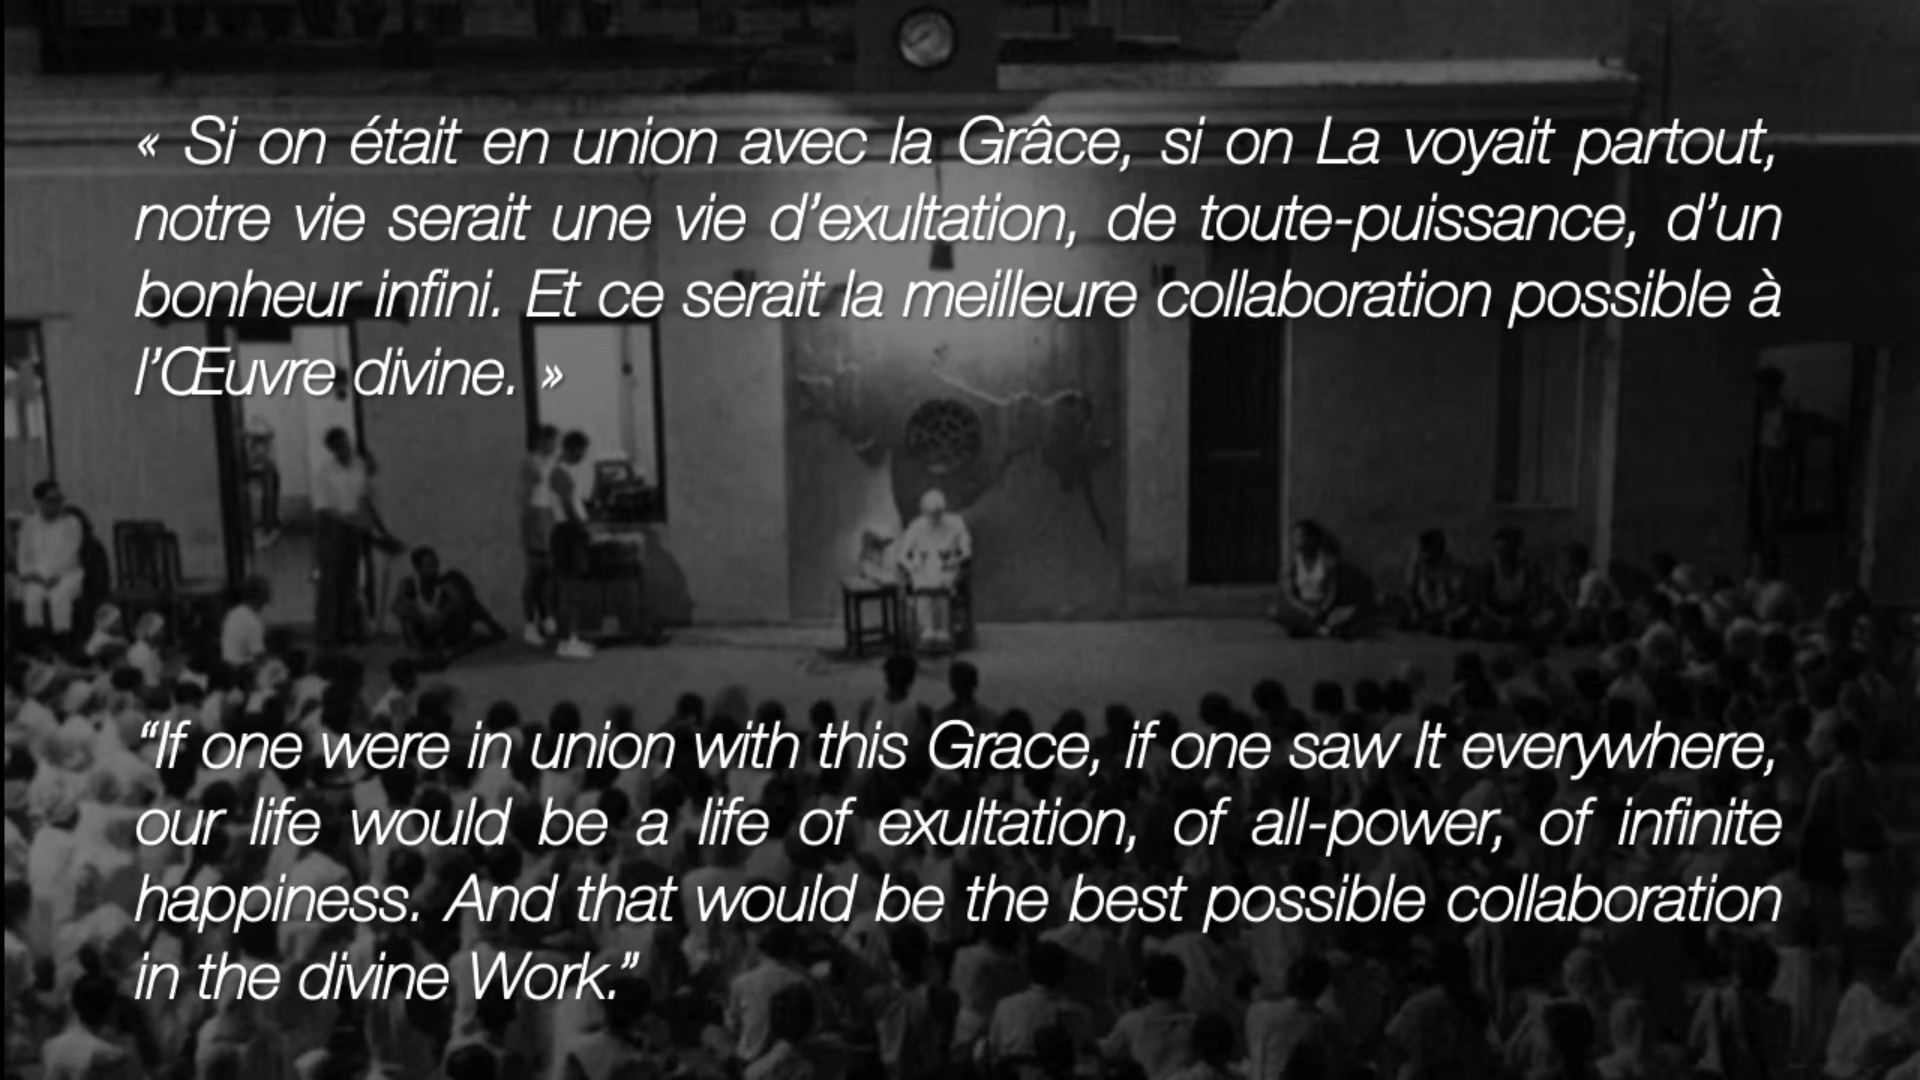 « Si on était en union avec la Grâce, si on La voyait partout,
notre vie serait une vie d’exultation, de toute-puissance, d’un
bonheur infini. Et ce serait la meilleure collaboration possible à
l’Œuvre divine. »
“If one were in union with this Grace, if one saw It everywhere,
our life would be a life of exultation, of all-power, of infinite
happiness. And that would be the best possible collaboration
in the divine Work.”